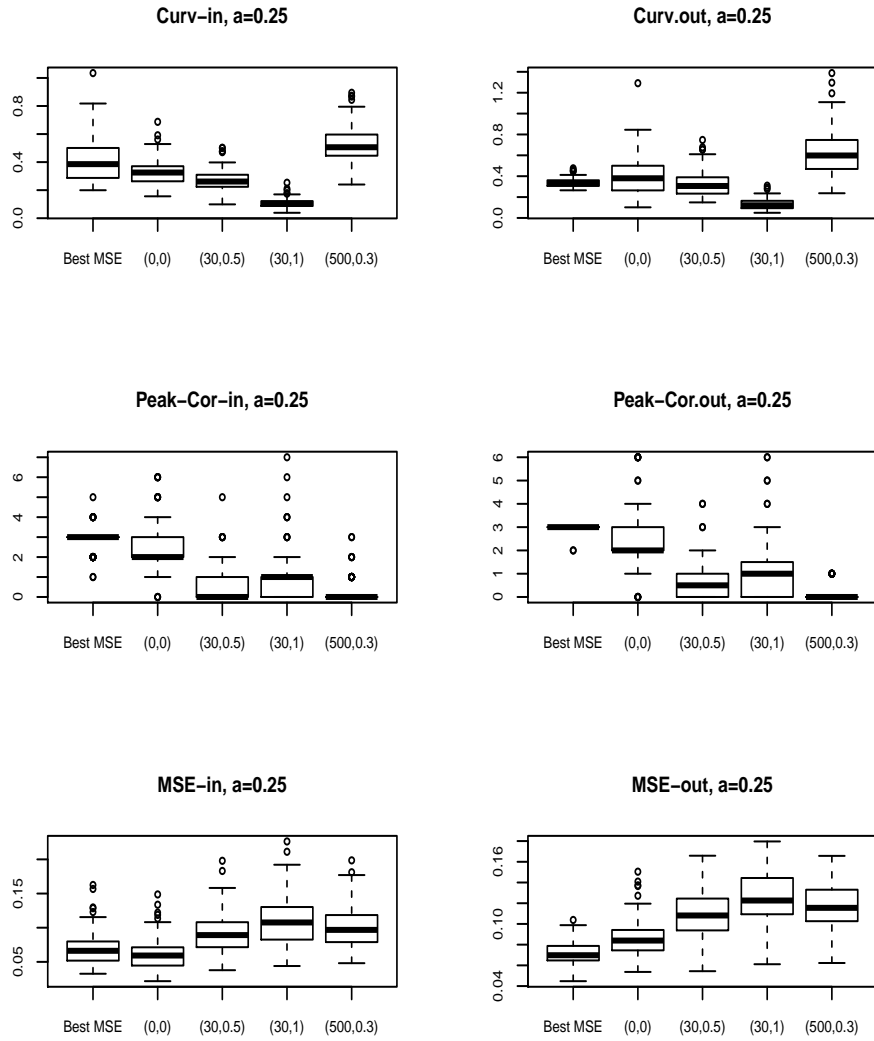 Curv−in, a=0.25
0.0 0.4 0.8
Best MSE (0,0) (30,0.5) (30,1) (500,0.3)
Curv.out, a=0.25
0.0 0.4 0.8 1.2
Best MSE (0,0) (30,0.5) (30,1) (500,0.3)
Peak−Cor−in, a=0.25
0 2 4 6
Best MSE (0,0) (30,0.5) (30,1) (500,0.3)
Peak−Cor.out, a=0.25
0 1 2 3 4 5 6
Best MSE (0,0) (30,0.5) (30,1) (500,0.3)
MSE−in, a=0.25
0.05 0.15
Best MSE (0,0) (30,0.5) (30,1) (500,0.3)
MSE−out, a=0.25
0.04 0.10 0.16
Best MSE (0,0) (30,0.5) (30,1) (500,0.3)